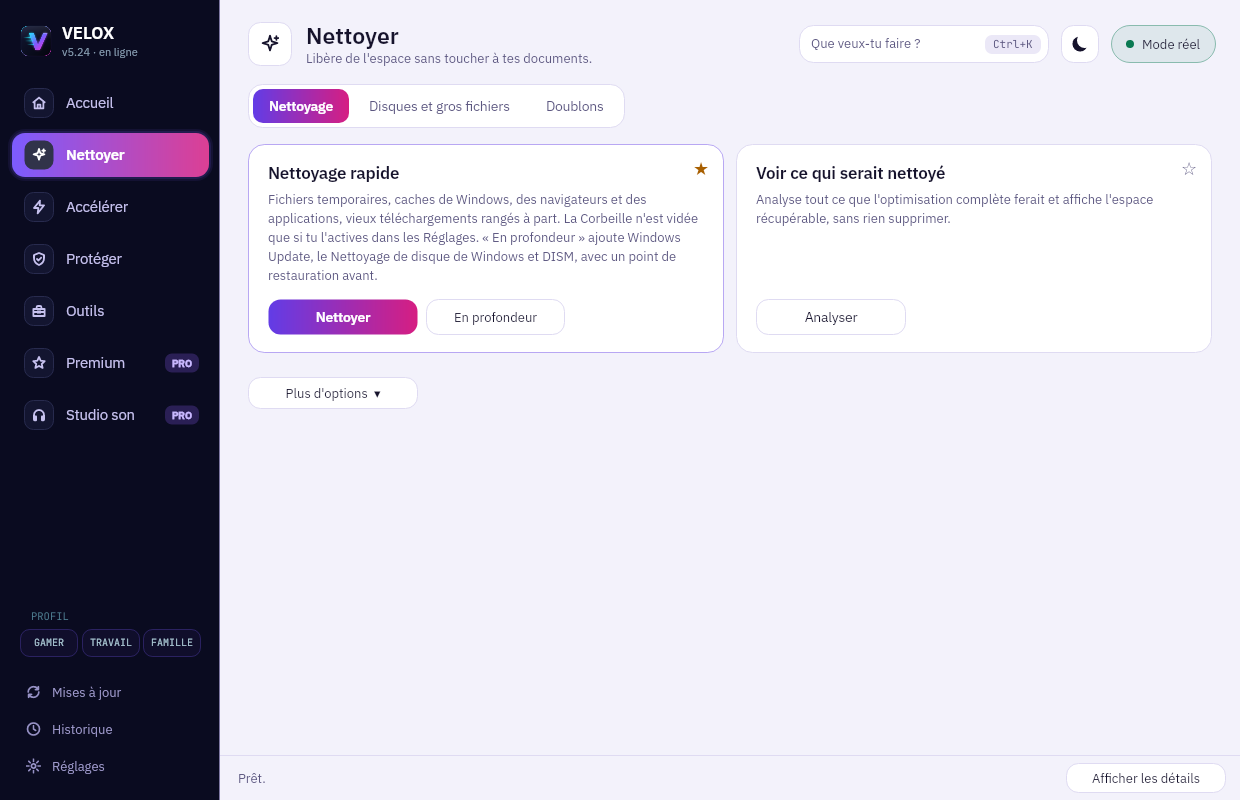 VELOX
v5.24 · en ligne
Accueil
Nettoyer
Accélérer
Protéger
Outils
Premium PRO
Studio son PRO
PROFIL
GAMER TRAVAIL FAMILLE
Mises à jour
Historique
Réglages
Nettoyer
Libère de l'espace sans toucher à tes documents.
Que veux-tu faire ? Ctrl+K
Mode réel
Nettoyage Disques et gros fichiers Doublons
Nettoyage rapide
Fichiers temporaires, caches de Windows, des navigateurs et des
applications, vieux téléchargements rangés à part. La Corbeille n'est vidée
que si tu l'actives dans les Réglages. « En profondeur » ajoute Windows
Update, le Nettoyage de disque de Windows et DISM, avec un point de
restauration avant.
Nettoyer En profondeur
Voir ce qui serait nettoyé
Analyse tout ce que l'optimisation complète ferait et affiche l'espace
récupérable, sans rien supprimer.
Analyser
Plus d'options ▾
Prêt.
Afficher les détails